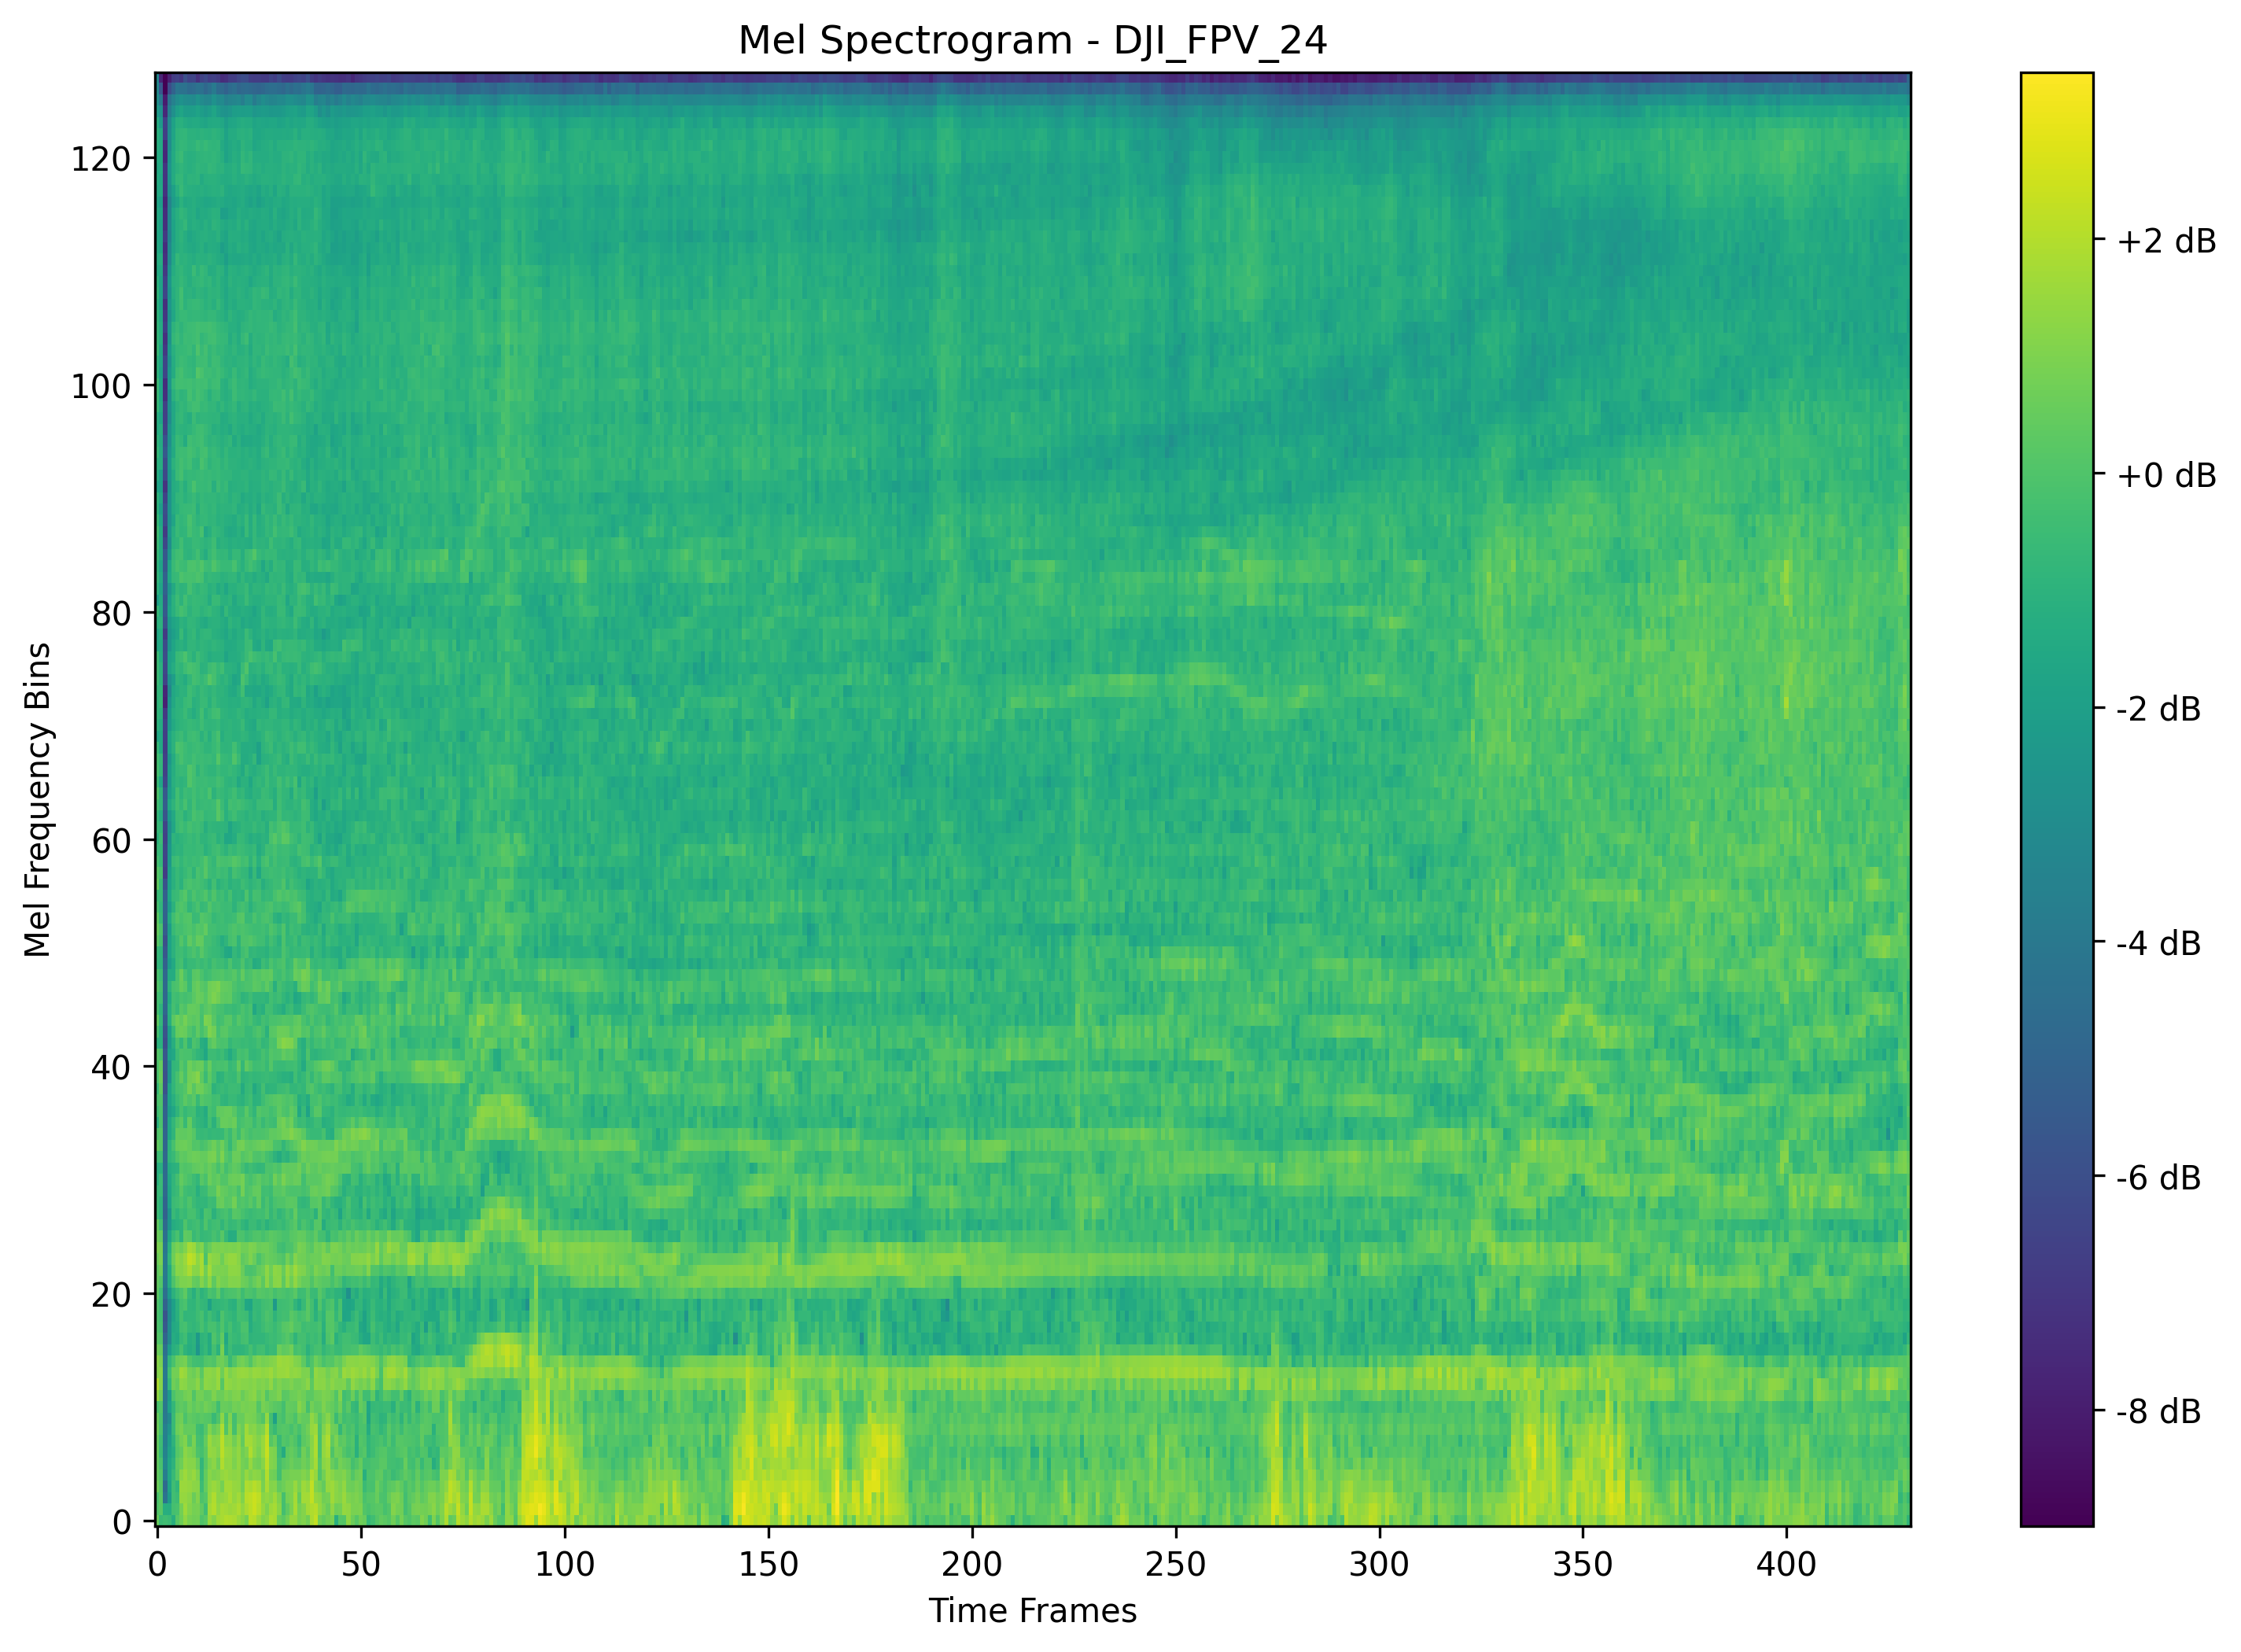 Mel Spectrogram - DJI_FPV_24
Mel Frequency Bins
120
100
80
60
40
20
0
0 50 100 150 200 250 300 350 400
Time Frames
+2 dB
+0 dB
-2 dB
-4 dB
-6 dB
-8 dB